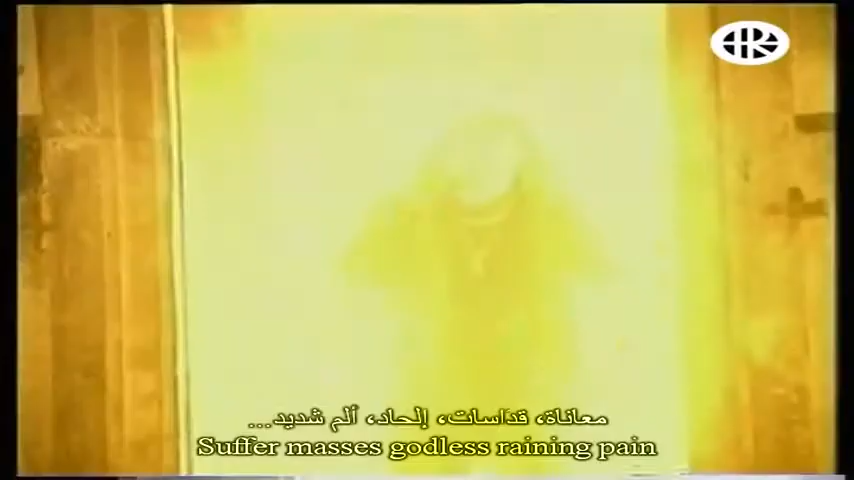 معاناة، قداسات، إلحاد، ألم شديد...
Suffer masses godless raining pain